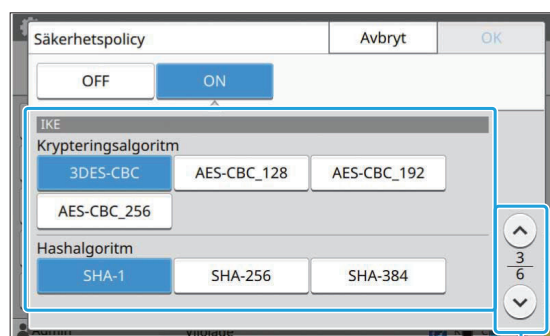 Säkerhetspolicy Avbryt OK
OFF ON
IKE
Krypteringsalgoritm
3DES-CBC AES-CBC_128 AES-CBC_192
AES-CBC_256
Hashalgoritm
SHA-1 SHA-256 SHA-384
3
6
Admin